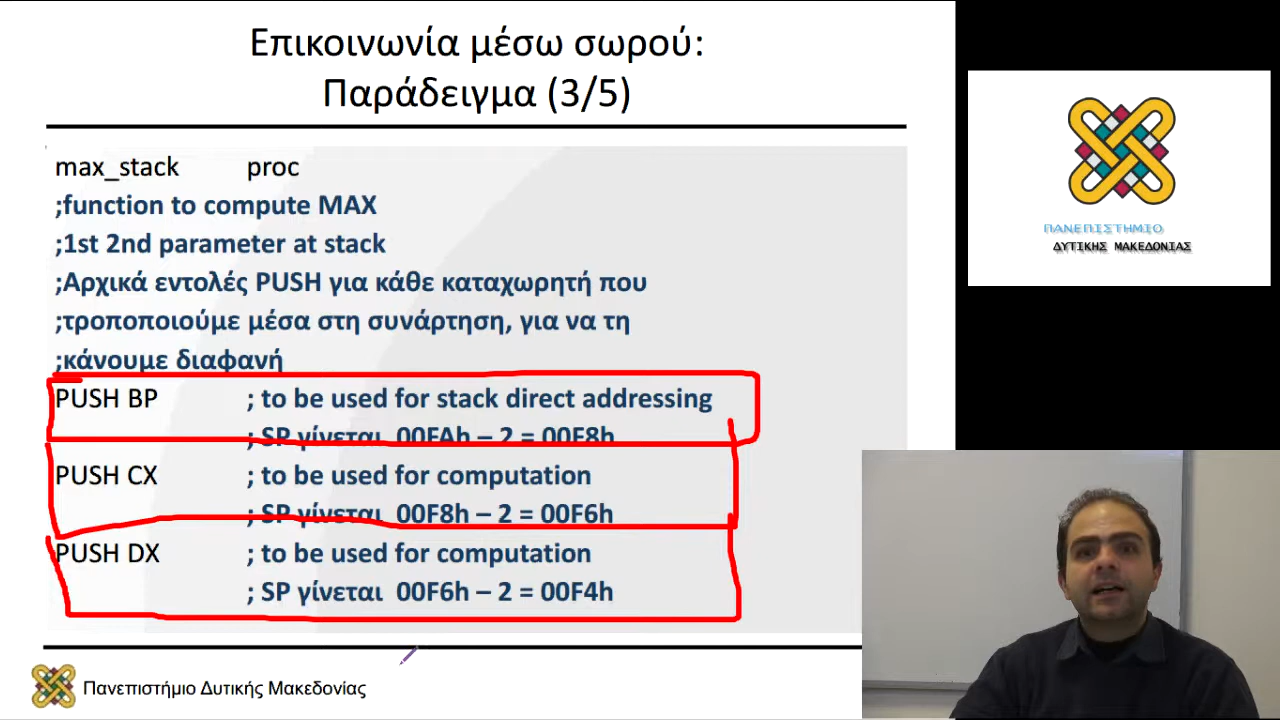 Επικοινωνία μέσω σωρού:
Παράδειγμα (3/5)
max_stack proc
;function to compute MAX
;1st 2nd parameter at stack
;Αρχικά εντολές PUSH για κάθε καταχωρητή που
;τροποποιούμε μέσα στη συνάρτηση, για να τη
;κάνουμε διαφανή
PUSH BP ; to be used for stack direct addressing
; SP γίνεται 00FAh – 2 = 00F8h
PUSH CX ; to be used for computation
; SP γίνεται 00F8h – 2 = 00F6h
PUSH DX ; to be used for computation
; SP γίνεται 00F6h – 2 = 00F4h
Πανεπιστήμιο Δυτικής Μακεδονίας
ΠΑΝΕΠΙΣΤΗΜΙΟ
ΔΥΤΙΚΗΣ ΜΑΚΕΔΟΝΙΑΣ